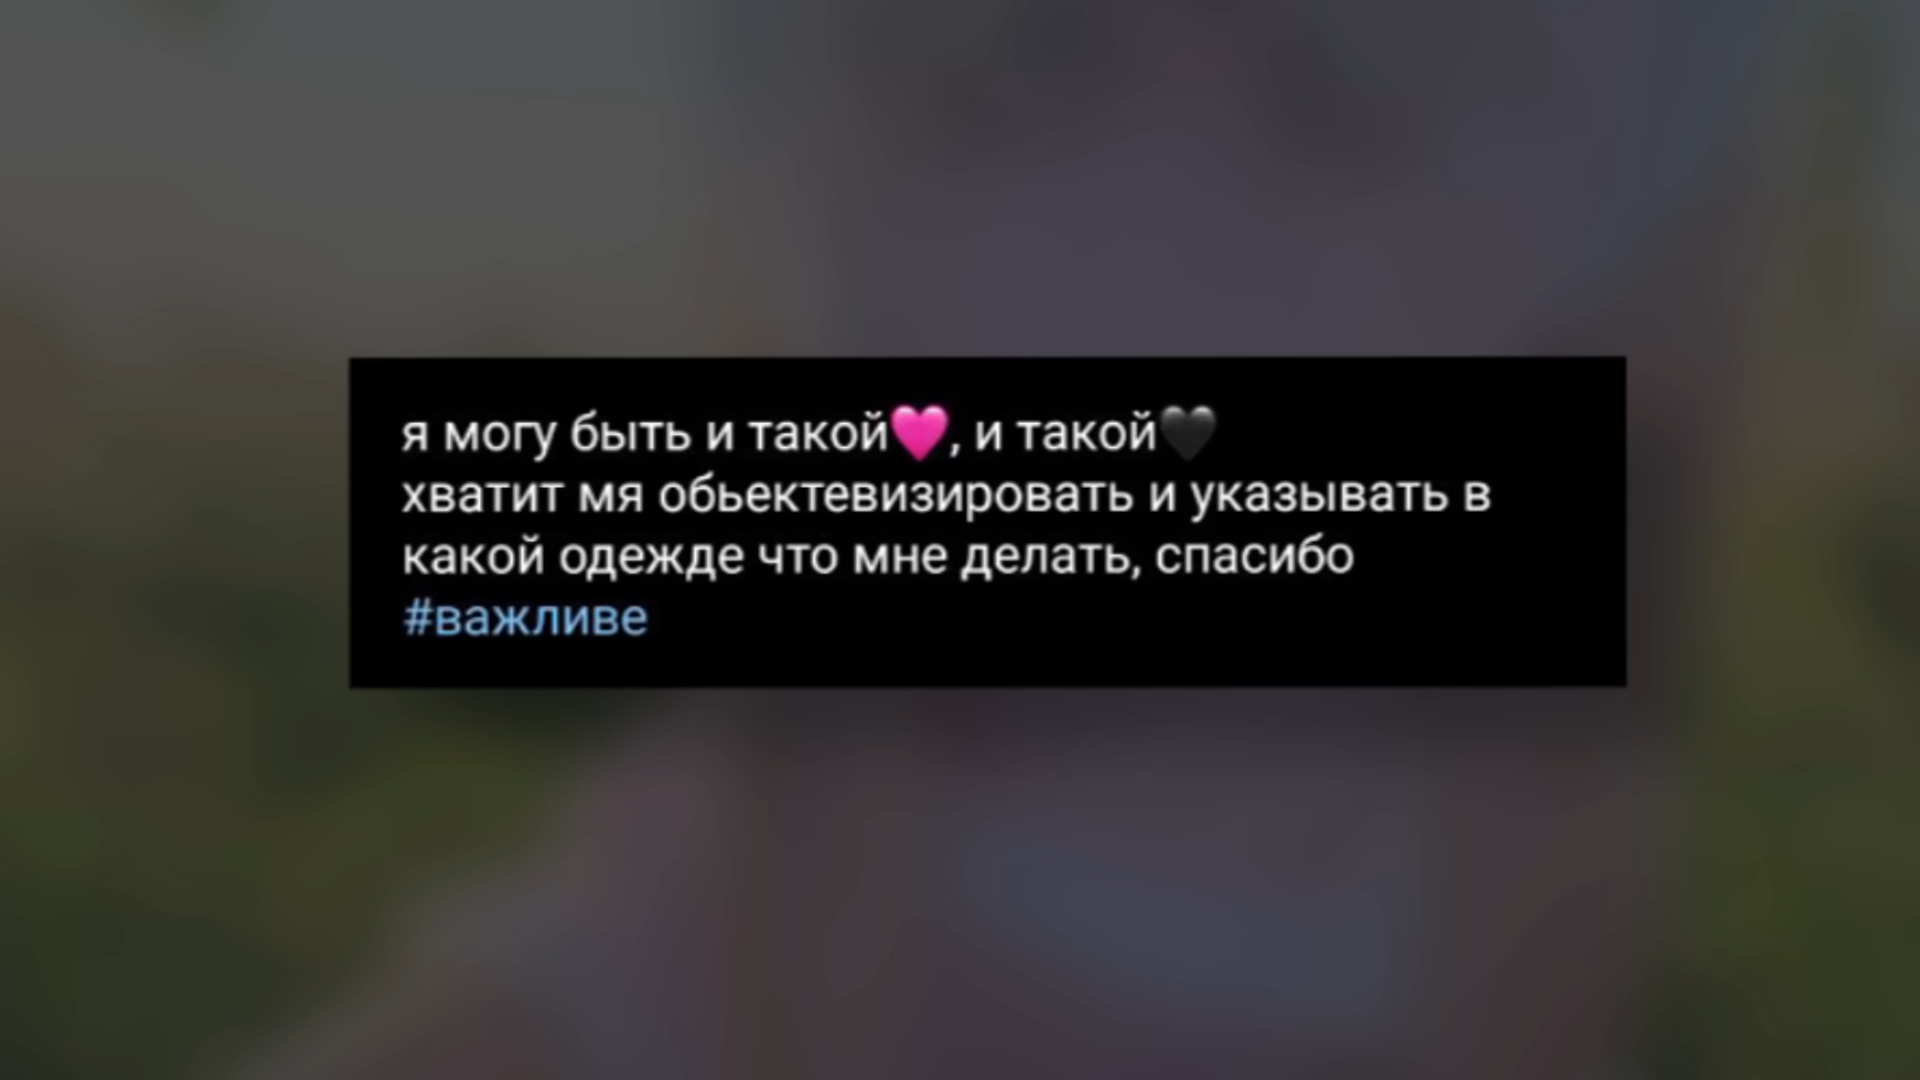 я могу быть и такой🩷, и такой🖤
хватит мя обьектевизировать и указывать в
какой одежде что мне делать, спасибо
#важливе